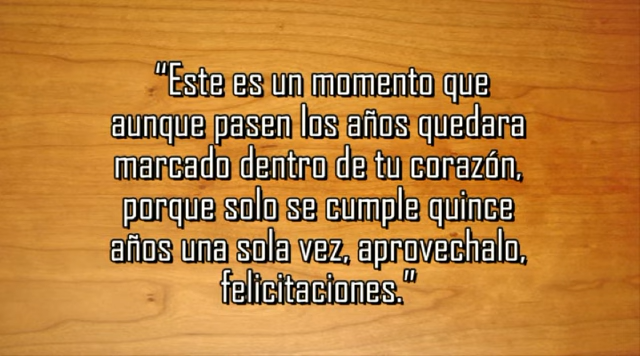 “Este es un momento que
aunque pasen los años quedara
marcado dentro de tu corazón,
porque solo se cumple quince
años una sola vez, aprovechalo,
felicitaciones.”